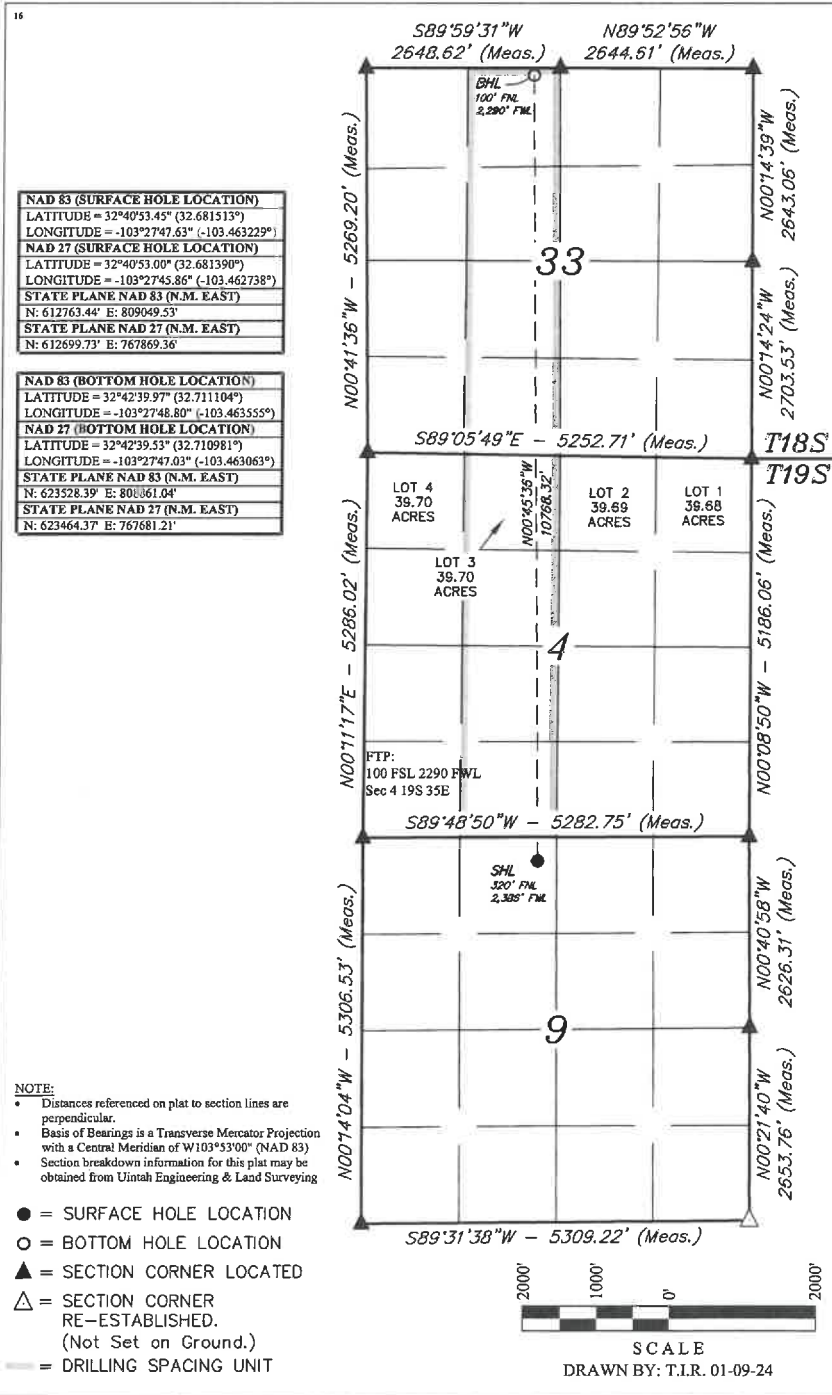 16
S89°59'31"W
2648.62' (Meas.)
N89°52'56"W
2644.61' (Meas.)
BHL
100' FNL
2,290' FWL
N00°41'36"W – 5269.20' (Meas.)
N00°14'39"W
2643.06' (Meas.)
NAD 83 (SURFACE HOLE LOCATION)
LATITUDE = 32°40'53.45" (32.681513°)
LONGITUDE = -103°27'47.63" (-103.463229°)
NAD 27 (SURFACE HOLE LOCATION)
LATITUDE = 32°40'53.00" (32.681390°)
LONGITUDE = -103°27'45.86" (-103.462738°)
STATE PLANE NAD 83 (N.M. EAST)
N: 612763.44' E: 809049.53'
STATE PLANE NAD 27 (N.M. EAST)
N: 612699.73' E: 767869.36'
33
N00°14'24"W
2703.53' (Meas.)
NAD 83 (BOTTOM HOLE LOCATION)
LATITUDE = 32°42'39.97" (32.711104°)
LONGITUDE = -103°27'48.80" (-103.463555°)
NAD 27 (BOTTOM HOLE LOCATION)
LATITUDE = 32°42'39.53" (32.710981°)
LONGITUDE = -103°27'47.03" (-103.463063°)
STATE PLANE NAD 83 (N.M. EAST)
N: 623528.39' E: 808861.04'
STATE PLANE NAD 27 (N.M. EAST)
N: 623464.37' E: 767681.21'
S89°05'49"E – 5252.71' (Meas.)
T18S
T19S
LOT 4
39.70
ACRES
N00°45'36"W
10768.32'
LOT 2
39.69
ACRES
LOT 1
39.68
ACRES
LOT 3
39.70
ACRES
N00°11'17"E – 5286.02' (Meas.)
4
N00°08'50"W – 5186.06' (Meas.)
FTP:
100 FSL 2290 FWL
Sec 4 19S 35E
S89°48'50"W – 5282.75' (Meas.)
SHL
320' FNL
2,385' FWL
N00°14'04"W – 5306.53' (Meas.)
N00°40'58"W
2626.31' (Meas.)
9
N00°21'40"W
2653.76' (Meas.)
NOTE:
• Distances referenced on plat to section lines are
perpendicular.
• Basis of Bearings is a Transverse Mercator Projection
with a Central Meridian of W103°53'00" (NAD 83)
• Section breakdown information for this plat may be
obtained from Uintah Engineering & Land Surveying
S89°31'38"W – 5309.22' (Meas.)
= SURFACE HOLE LOCATION
= BOTTOM HOLE LOCATION
= SECTION CORNER LOCATED
= SECTION CORNER
RE-ESTABLISHED.
(Not Set on Ground.)
= DRILLING SPACING UNIT
2000' 1000' 0' 2000'
SCALE
DRAWN BY: T.I.R. 01-09-24